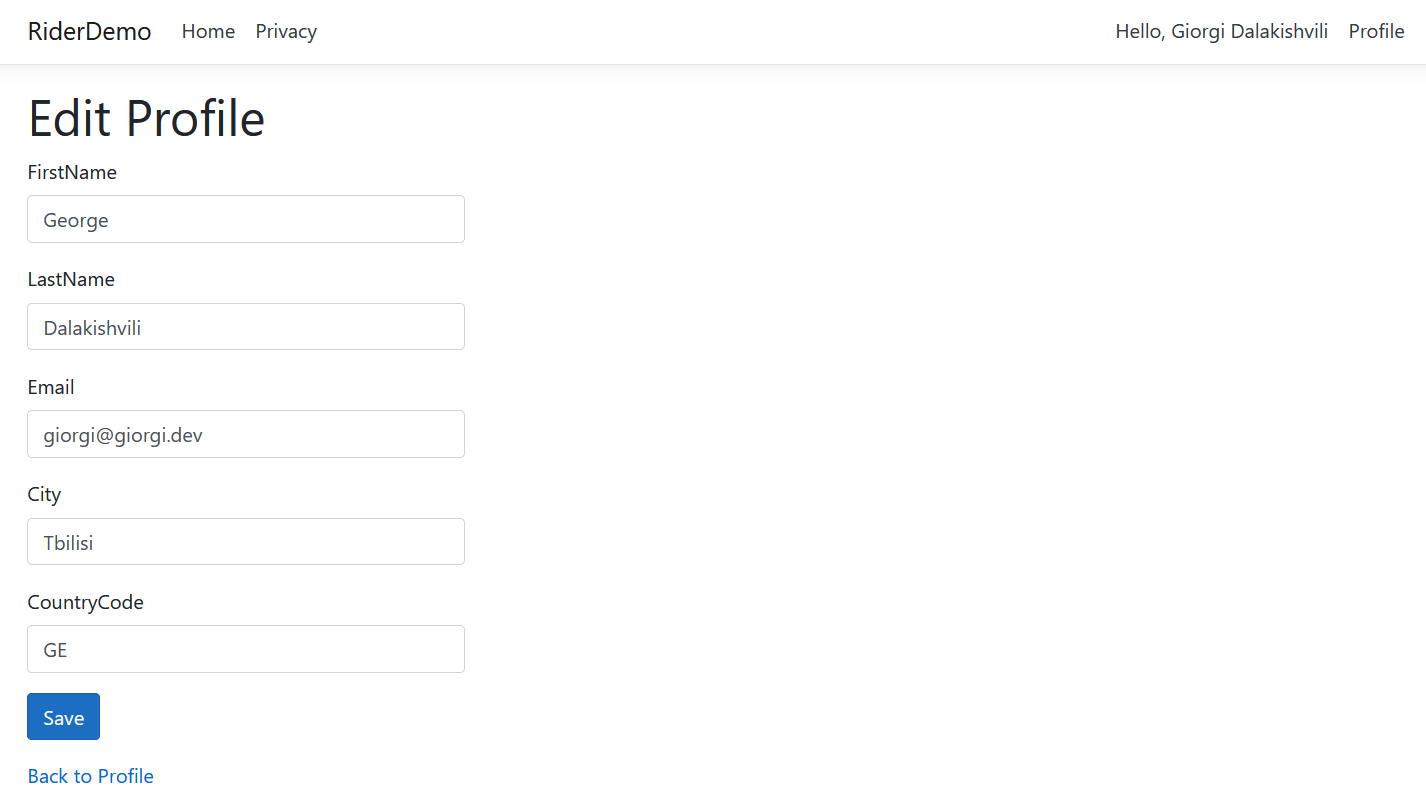 RiderDemo Home Privacy Hello, Giorgi Dalakishvili Profile
Edit Profile
FirstName
George
LastName
Dalakishvili
Email
giorgi@giorgi.dev
City
Tbilisi
CountryCode
GE
Save
Back to Profile